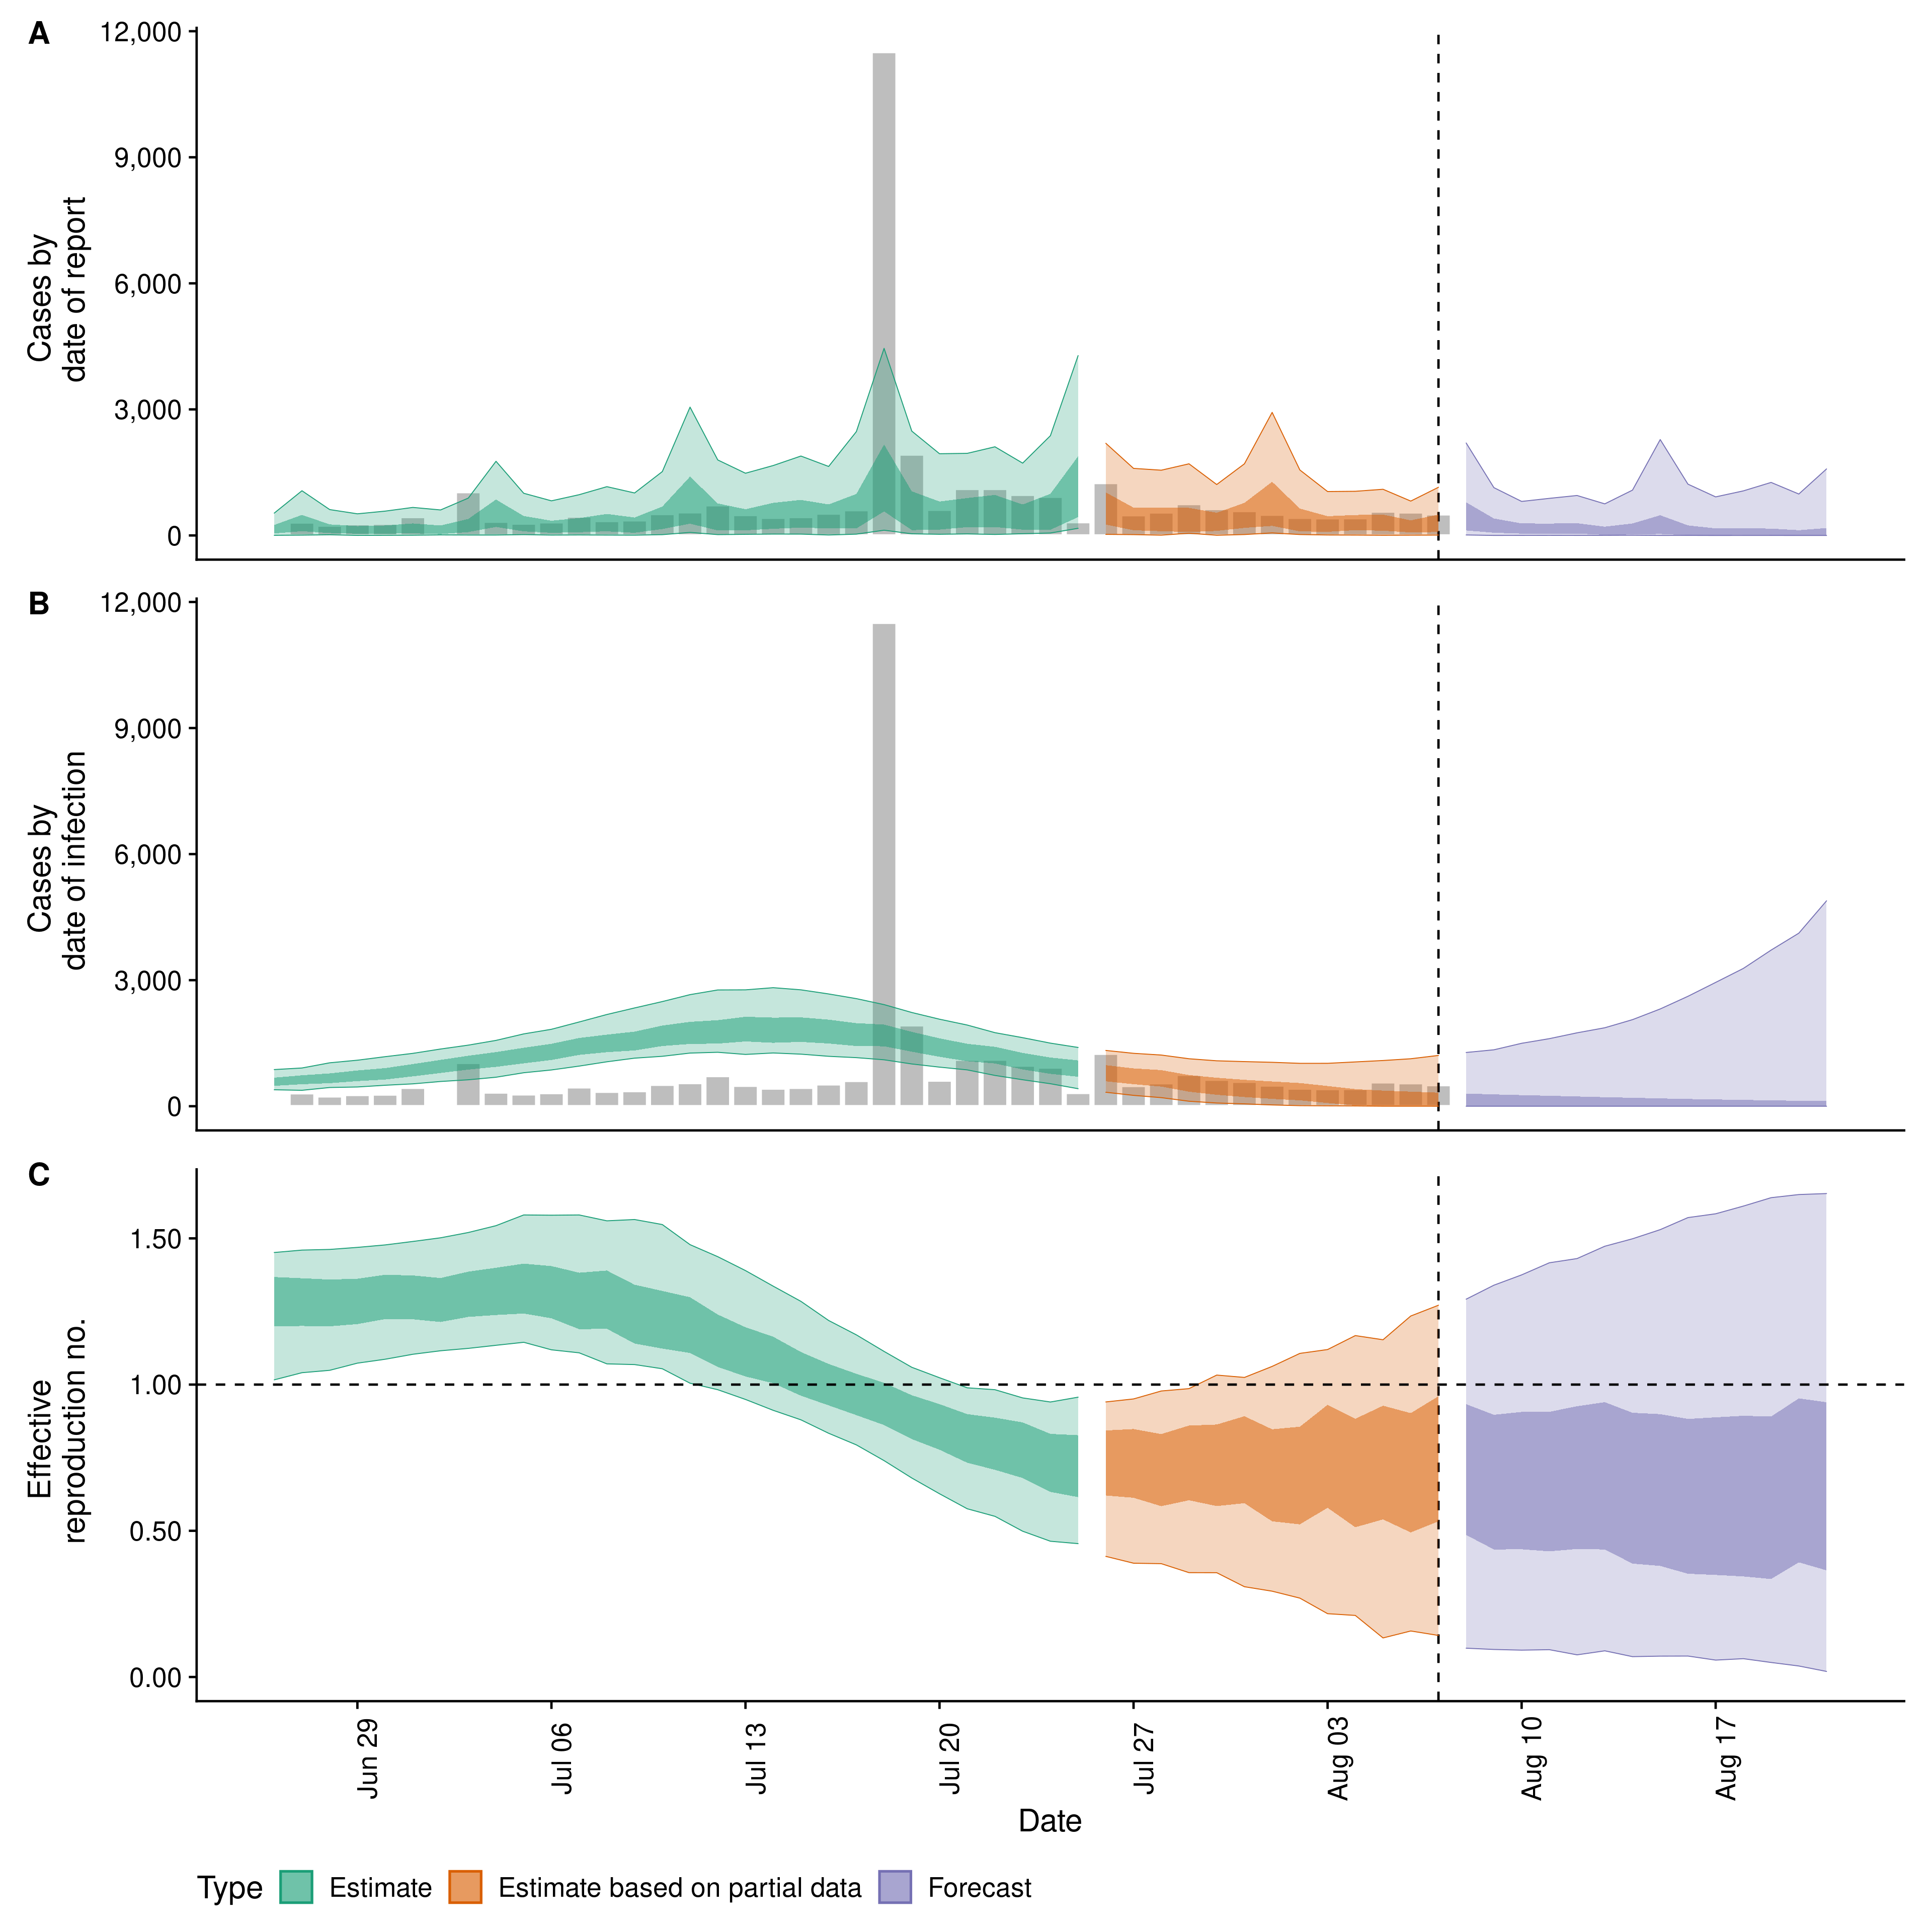 A
12,000
9,000
6,000
3,000
0
Cases by
date of report
B
12,000
9,000
6,000
3,000
0
Cases by
date of infection
C
1.50
1.00
0.50
0.00
Effective
reproduction no.
Jun 29
Jul 06
Jul 13
Jul 20
Jul 27
Aug 03
Aug 10
Aug 17
Date
Type Estimate Estimate based on partial data Forecast